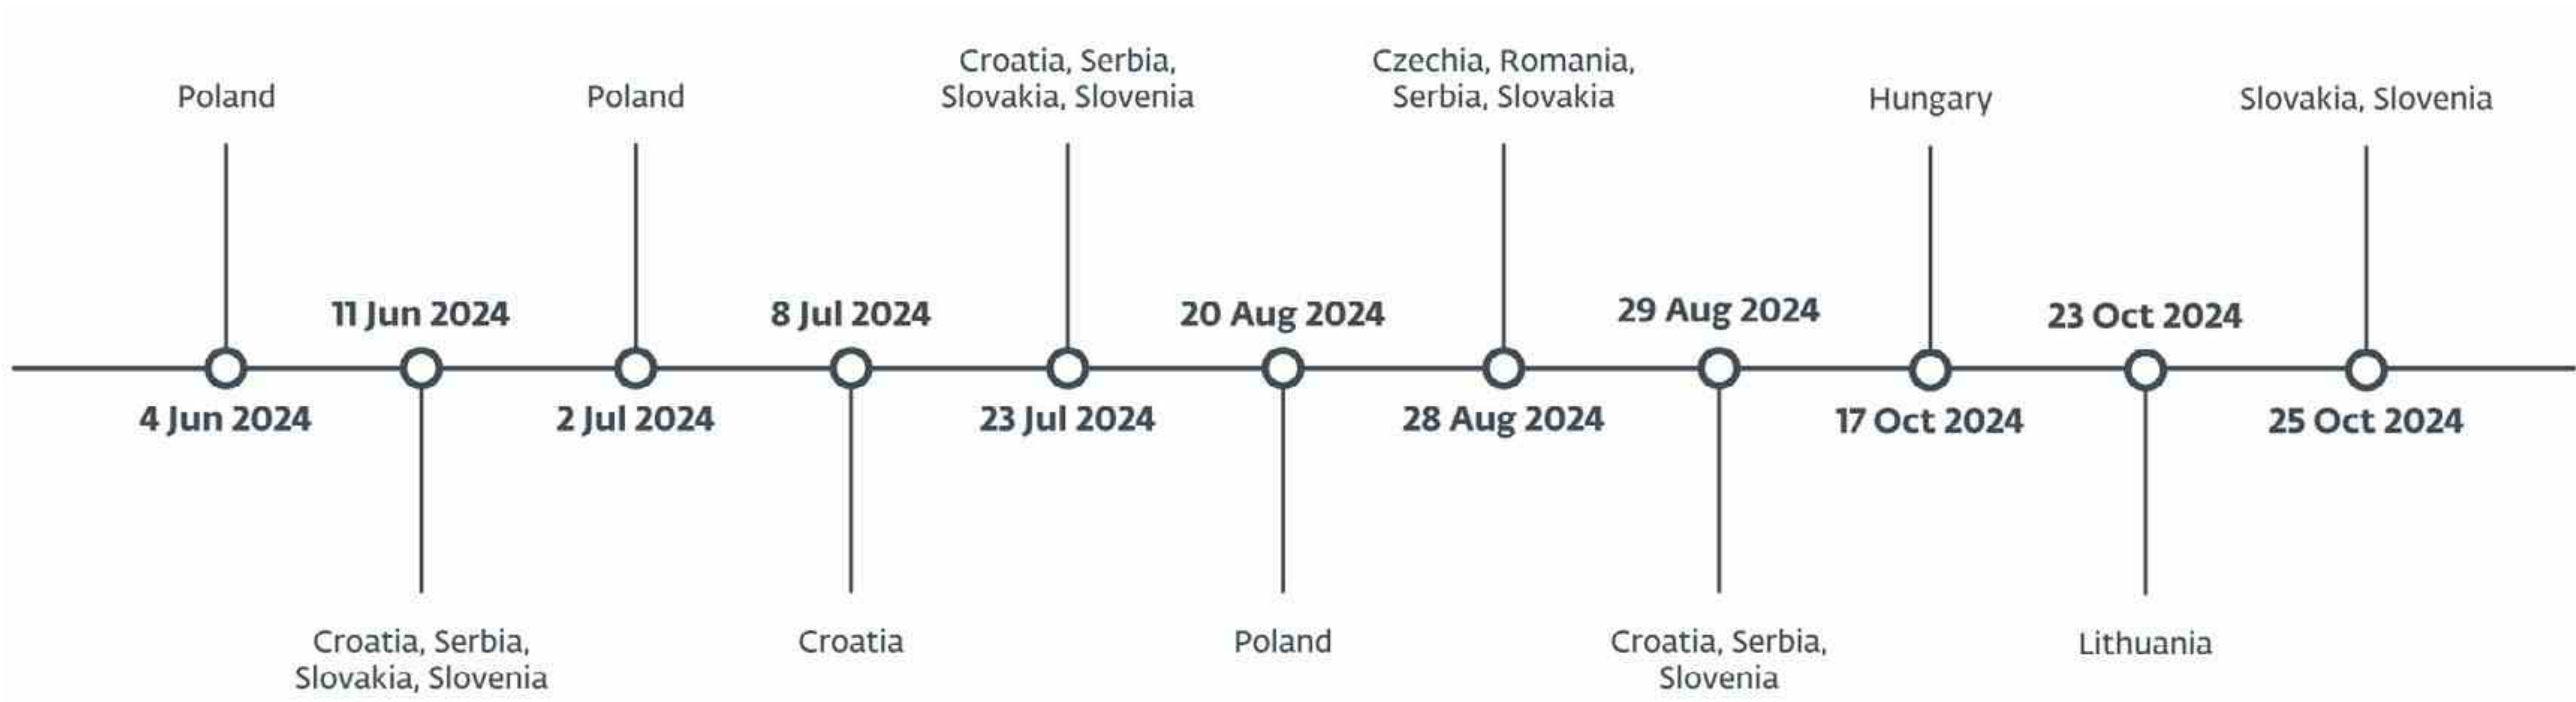 Poland
4 Jun 2024
11 Jun 2024
Croatia, Serbia,
Slovakia, Slovenia
Poland
2 Jul 2024
8 Jul 2024
Croatia
Croatia, Serbia,
Slovakia, Slovenia
23 Jul 2024
20 Aug 2024
Poland
Czechia, Romania,
Serbia, Slovakia
28 Aug 2024
29 Aug 2024
Croatia, Serbia,
Slovenia
Hungary
17 Oct 2024
23 Oct 2024
Lithuania
Slovakia, Slovenia
25 Oct 2024